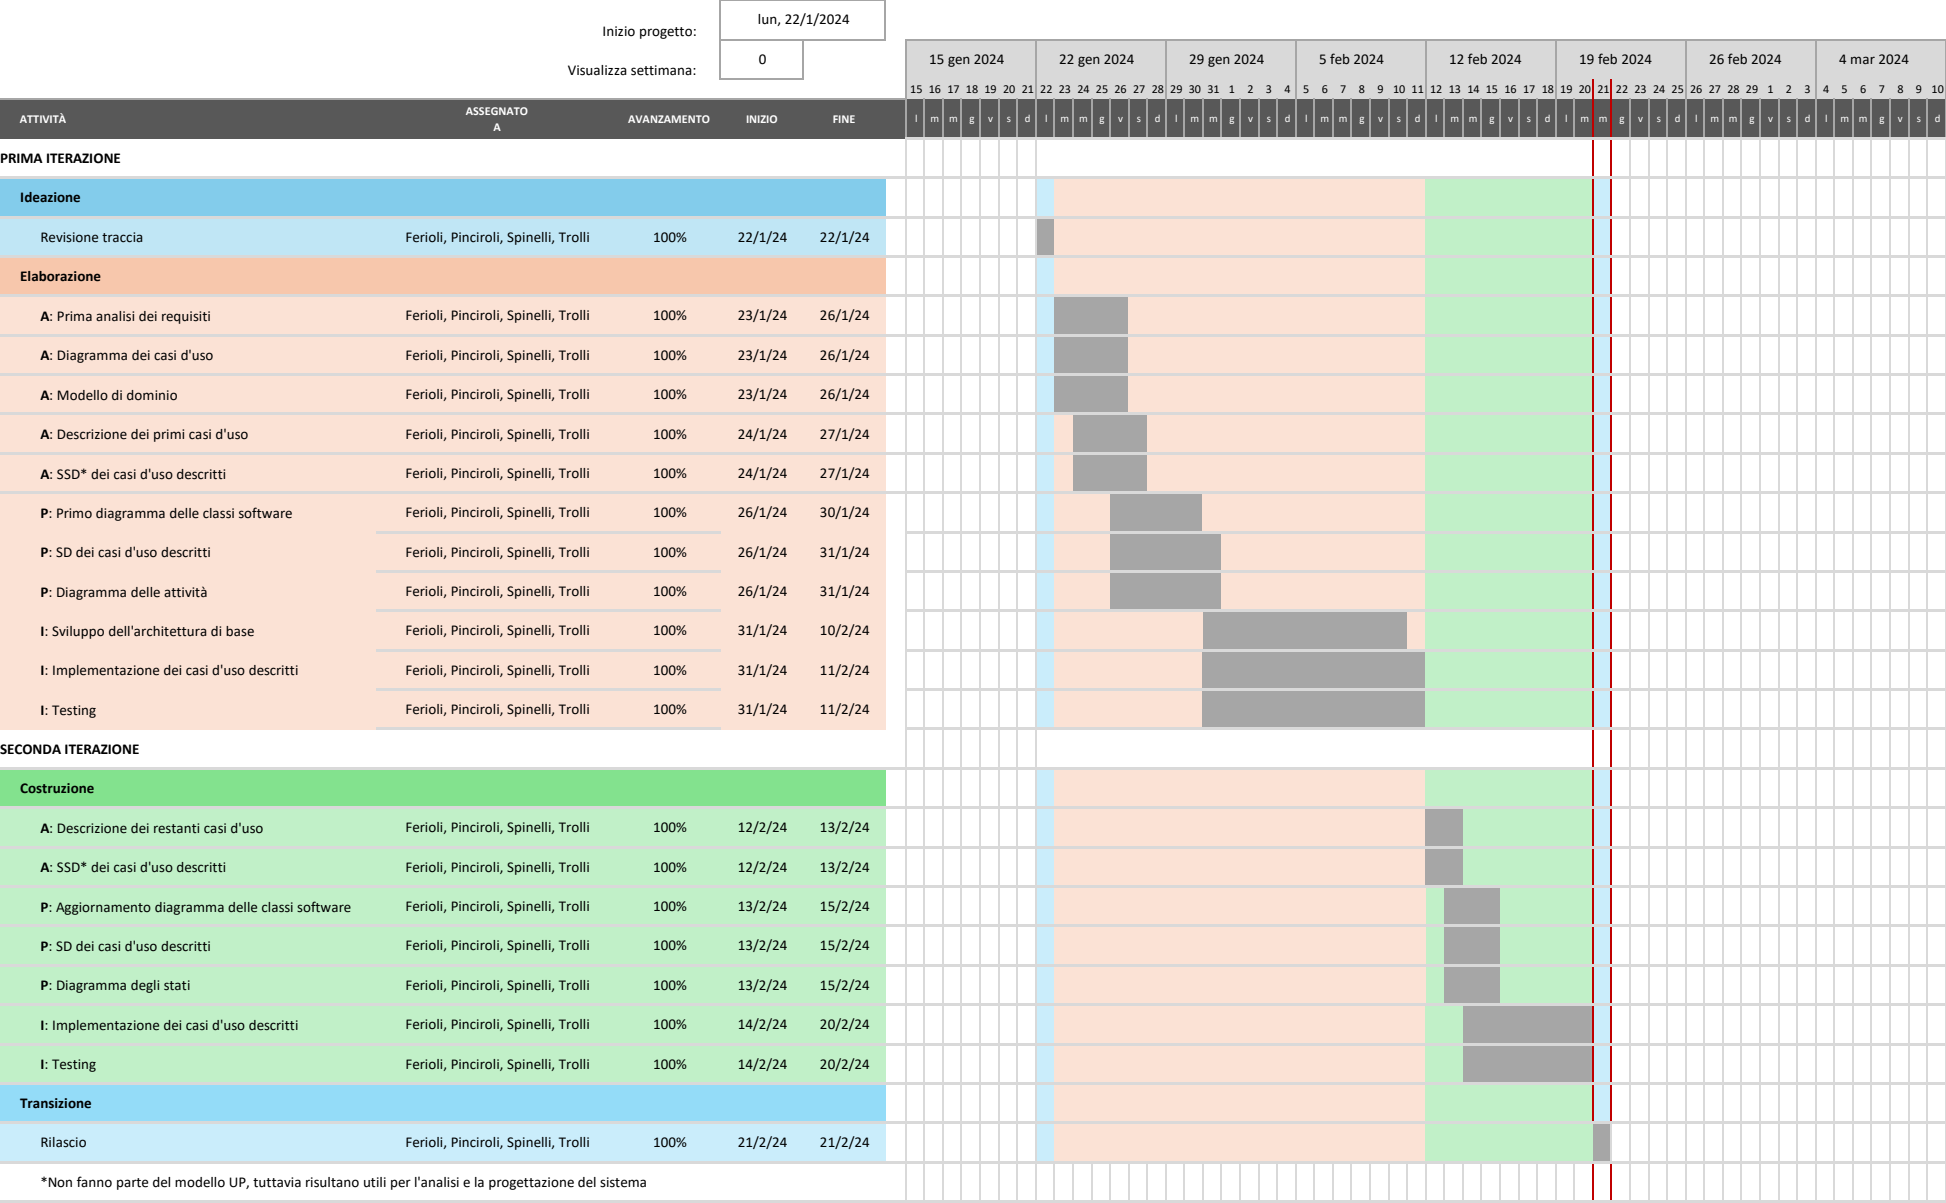 Inizio progetto: lun, 22/1/2024
Visualizza settimana: 0
15 gen 2024 22 gen 2024 29 gen 2024 5 feb 2024 12 feb 2024 19 feb 2024 26 feb 2024 4 mar 2024
15 16 17 18 19 20 21 22 23 24 25 26 27 28 29 30 31 1 2 3 4 5 6 7 8 9 10 11 12 13 14 15 16 17 18 19 20 21 22 23 24 25 26 27 28 29 1 2 3 4 5 6 7 8 9 10
ATTIVITÀ ASSEGNATO A AVANZAMENTO INIZIO FINE l m m g v s d l m m g v s d l m m g v s d l m m g v s d l m m g v s d l m m g v s d l m m g v s d l m m g v s d
PRIMA ITERAZIONE
Ideazione
Revisione traccia Ferioli, Pinciroli, Spinelli, Trolli 100% 22/1/24 22/1/24
Elaborazione
A: Prima analisi dei requisiti Ferioli, Pinciroli, Spinelli, Trolli 100% 23/1/24 26/1/24
A: Diagramma dei casi d'uso Ferioli, Pinciroli, Spinelli, Trolli 100% 23/1/24 26/1/24
A: Modello di dominio Ferioli, Pinciroli, Spinelli, Trolli 100% 23/1/24 26/1/24
A: Descrizione dei primi casi d'uso Ferioli, Pinciroli, Spinelli, Trolli 100% 24/1/24 27/1/24
A: SSD* dei casi d'uso descritti Ferioli, Pinciroli, Spinelli, Trolli 100% 24/1/24 27/1/24
P: Primo diagramma delle classi software Ferioli, Pinciroli, Spinelli, Trolli 100% 26/1/24 30/1/24
P: SD dei casi d'uso descritti Ferioli, Pinciroli, Spinelli, Trolli 100% 26/1/24 31/1/24
P: Diagramma delle attività Ferioli, Pinciroli, Spinelli, Trolli 100% 26/1/24 31/1/24
I: Sviluppo dell'architettura di base Ferioli, Pinciroli, Spinelli, Trolli 100% 31/1/24 10/2/24
I: Implementazione dei casi d'uso descritti Ferioli, Pinciroli, Spinelli, Trolli 100% 31/1/24 11/2/24
I: Testing Ferioli, Pinciroli, Spinelli, Trolli 100% 31/1/24 11/2/24
SECONDA ITERAZIONE
Costruzione
A: Descrizione dei restanti casi d'uso Ferioli, Pinciroli, Spinelli, Trolli 100% 12/2/24 13/2/24
A: SSD* dei casi d'uso descritti Ferioli, Pinciroli, Spinelli, Trolli 100% 12/2/24 13/2/24
P: Aggiornamento diagramma delle classi software Ferioli, Pinciroli, Spinelli, Trolli 100% 13/2/24 15/2/24
P: SD dei casi d'uso descritti Ferioli, Pinciroli, Spinelli, Trolli 100% 13/2/24 15/2/24
P: Diagramma degli stati Ferioli, Pinciroli, Spinelli, Trolli 100% 13/2/24 15/2/24
I: Implementazione dei casi d'uso descritti Ferioli, Pinciroli, Spinelli, Trolli 100% 14/2/24 20/2/24
I: Testing Ferioli, Pinciroli, Spinelli, Trolli 100% 14/2/24 20/2/24
Transizione
Rilascio Ferioli, Pinciroli, Spinelli, Trolli 100% 21/2/24 21/2/24
*Non fanno parte del modello UP, tuttavia risultano utili per l'analisi e la progettazione del sistema